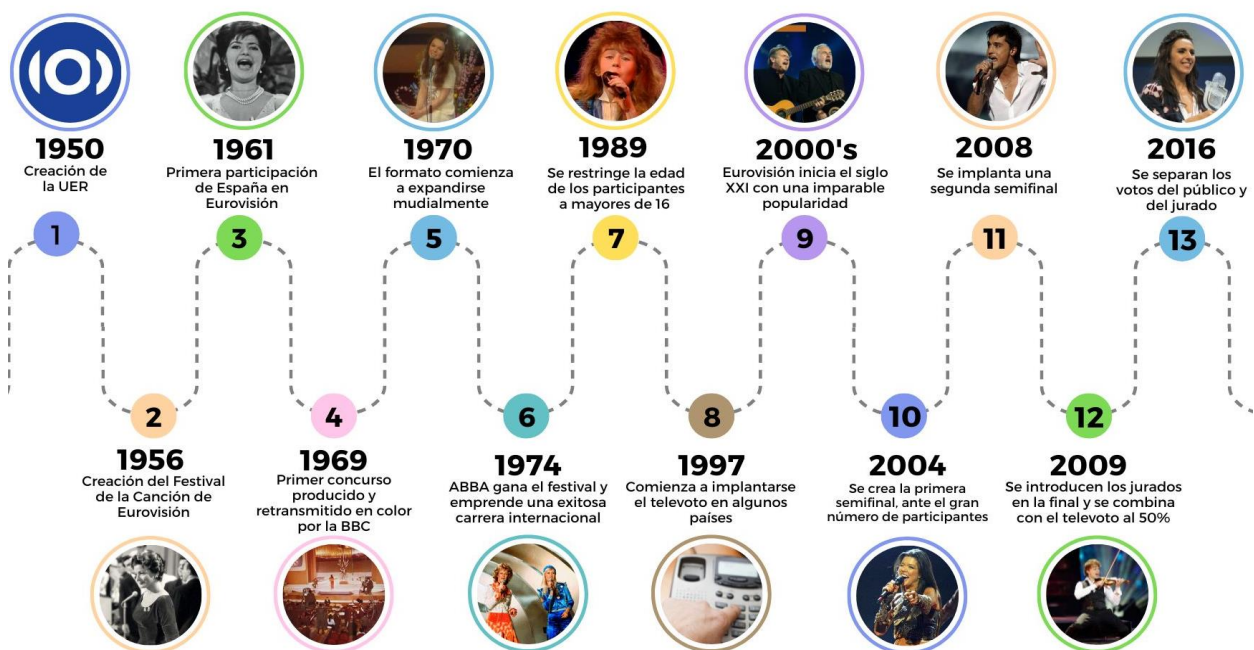 1950
Creación de
la UER
1
1956
Creación del Festival
de la Canción de
Eurovisión
2
1961
Primera participación
de España en
Eurovisión
3
1969
Primer concurso
producido y
retransmitido en color
por la BBC
4
1970
El formato comienza
a expandirse
mudialmente
5
1974
ABBA gana el festival y
emprende una exitosa
carrera internacional
6
1989
Se restringe la edad
de los participantes
a mayores de 16
7
1997
Comienza a implantarse
el televoto en algunos
países
8
2000's
Eurovisión inicia el siglo
XXI con una imparable
popularidad
9
2004
Se crea la primera
semifinal, ante el gran
número de participantes
10
2008
Se implanta una
segunda semifinal
11
2009
Se introducen los jurados
en la final y se combina
con el televoto al 50%
12
2016
Se separan los
votos del público y
del jurado
13